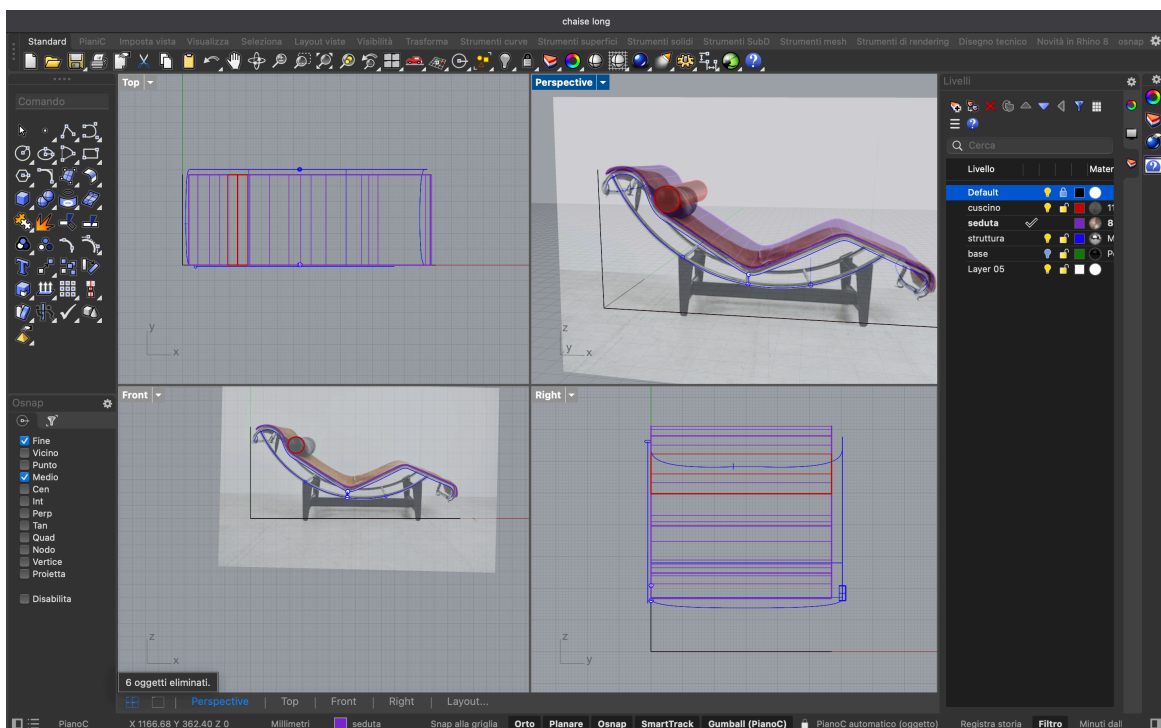 chaise long
Standard PianiC Imposta vista Visualizza Seleziona Layout viste Visibilità Trasforma Strumenti curve Strumenti superfici Strumenti solidi Strumenti SubD Strumenti mesh Strumenti di rendering Disegno tecnico Novità in Rhino 8 osnap
Comando
Top
y
x
Perspective
z
y
x
Livelli
Cerca
Livello Mater
Default
cuscino 11
seduta 8
struttura M
base P
Layer 05
Osnap
Fine
Vicino
Punto
Medio
Cen
Int
Perp
Tan
Quad
Nodo
Vertice
Proietta
Disabilita
Front
z
x
Right
z
y
6 oggetti eliminati.
Perspective Top Front Right Layout...
PianoC X 1166.68 Y 362.40 Z 0 Millimetri seduta Snap alla griglia Orto Planare Osnap SmartTrack Gumball (PianoC) PianoC automatico (oggetto) Registra storia Filtro Minuti dall